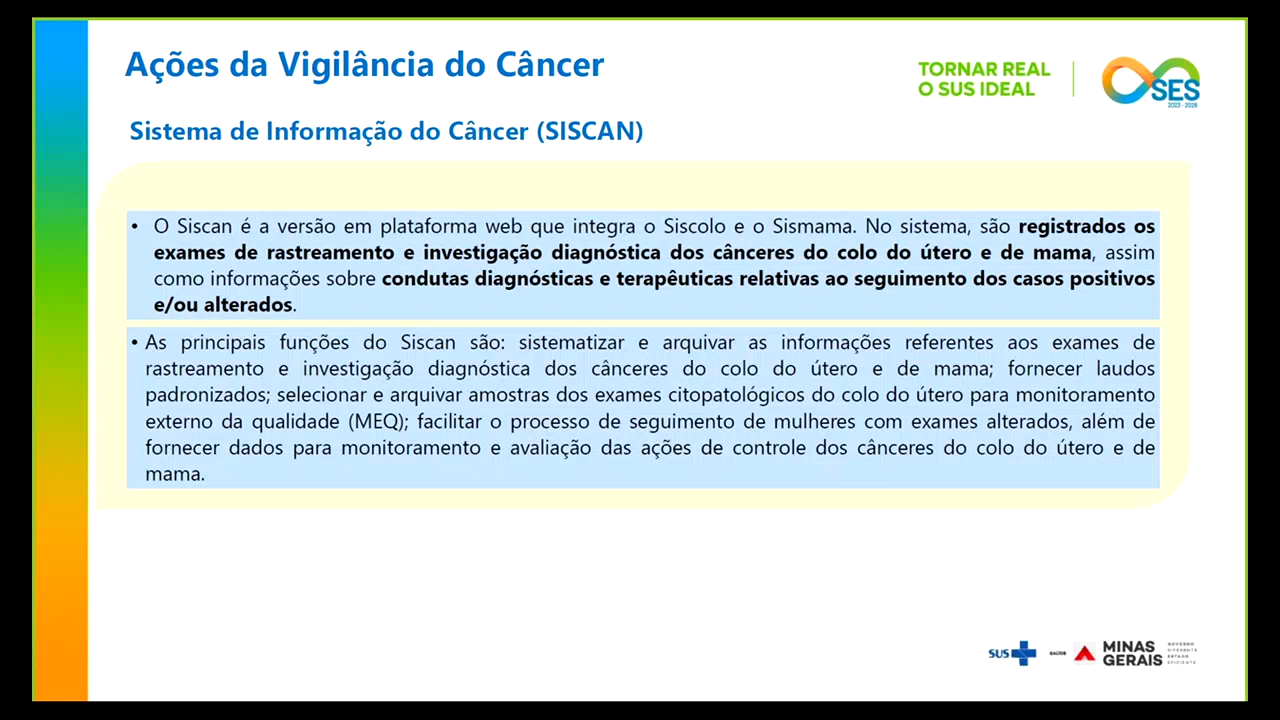 Ações da Vigilância do Câncer
TORNAR REAL
O SUS IDEAL
SES
2023 - 2026
Sistema de Informação do Câncer (SISCAN)
• O Siscan é a versão em plataforma web que integra o Siscolo e o Sismama. No sistema, são registrados os
exames de rastreamento e investigação diagnóstica dos cânceres do colo do útero e de mama, assim
como informações sobre condutas diagnósticas e terapêuticas relativas ao seguimento dos casos positivos
e/ou alterados.
• As principais funções do Siscan são: sistematizar e arquivar as informações referentes aos exames de
rastreamento e investigação diagnóstica dos cânceres do colo do útero e de mama; fornecer laudos
padronizados; selecionar e arquivar amostras dos exames citopatológicos do colo do útero para monitoramento
externo da qualidade (MEQ); facilitar o processo de seguimento de mulheres com exames alterados, além de
fornecer dados para monitoramento e avaliação das ações de controle dos cânceres do colo do útero e de
mama.
SUS
SAÚDE
MINAS
GERAIS
GOVERNO
DIFERENTE
ESTADO
EFICIENTE